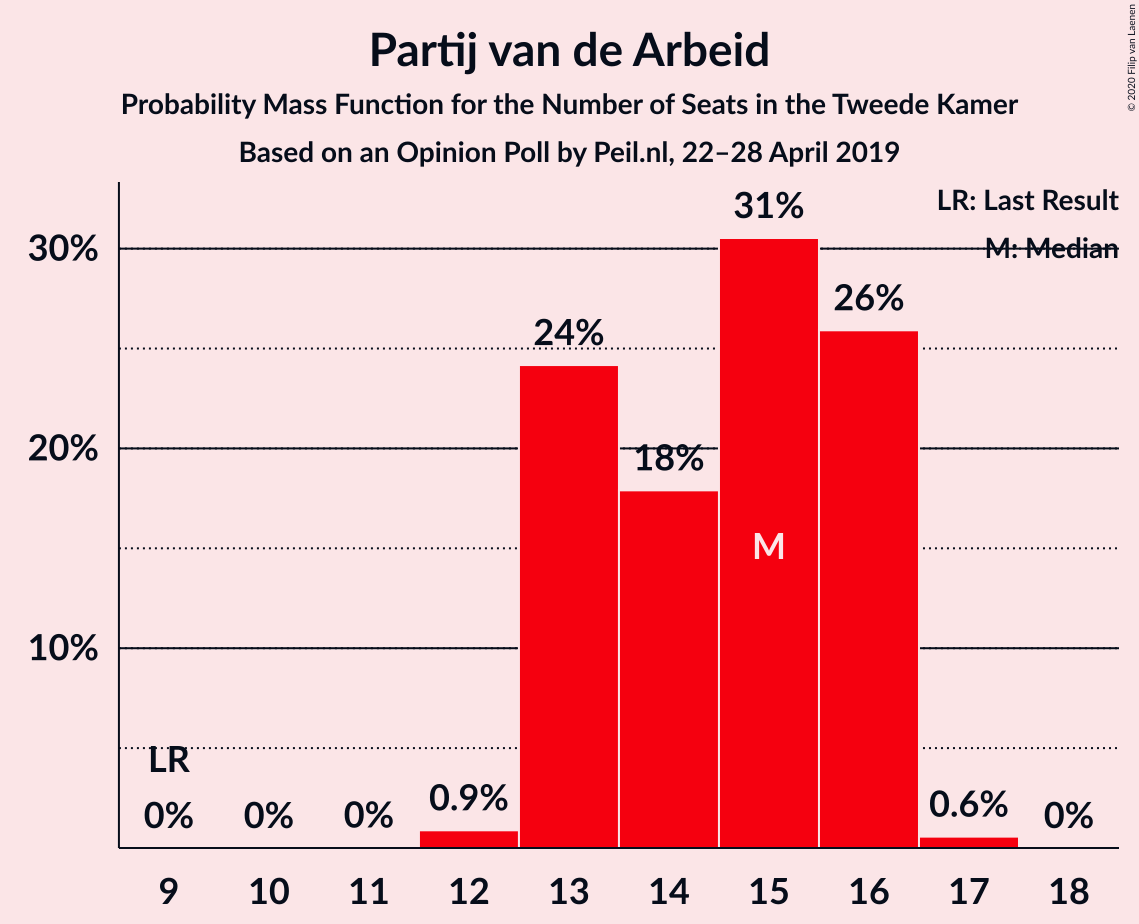 © 2020 Filip van Laenen
Partij van de Arbeid
Probability Mass Function for the Number of Seats in the Tweede Kamer
Based on an Opinion Poll by Peil.nl, 22–28 April 2019
LR: Last Result
M: Median
30%
20%
10%
LR
0%
0%
0%
0.9%
24%
18%
31%
M
26%
0.6%
0%
9 10 11 12 13 14 15 16 17 18